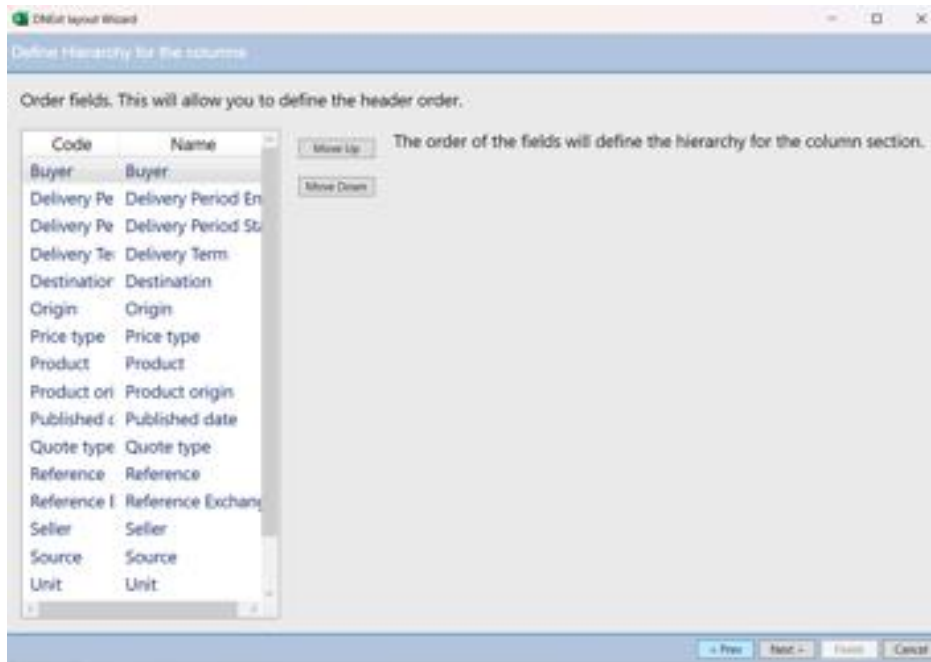 DNExt layout Wizard
Define Hierarchy for the columns
Order fields. This will allow you to define the header order.
Code Name
Buyer Buyer
Delivery Pe Delivery Period En
Delivery Pe Delivery Period Sta
Delivery Te Delivery Term
Destination Destination
Origin Origin
Price type Price type
Product Product
Product ori Product origin
Published d Published date
Quote type Quote type
Reference Reference
Reference E Reference Exchang
Seller Seller
Source Source
Unit Unit
Move Up
Move Down
The order of the fields will define the hierarchy for the column section.
< Prev Next > Finish Cancel